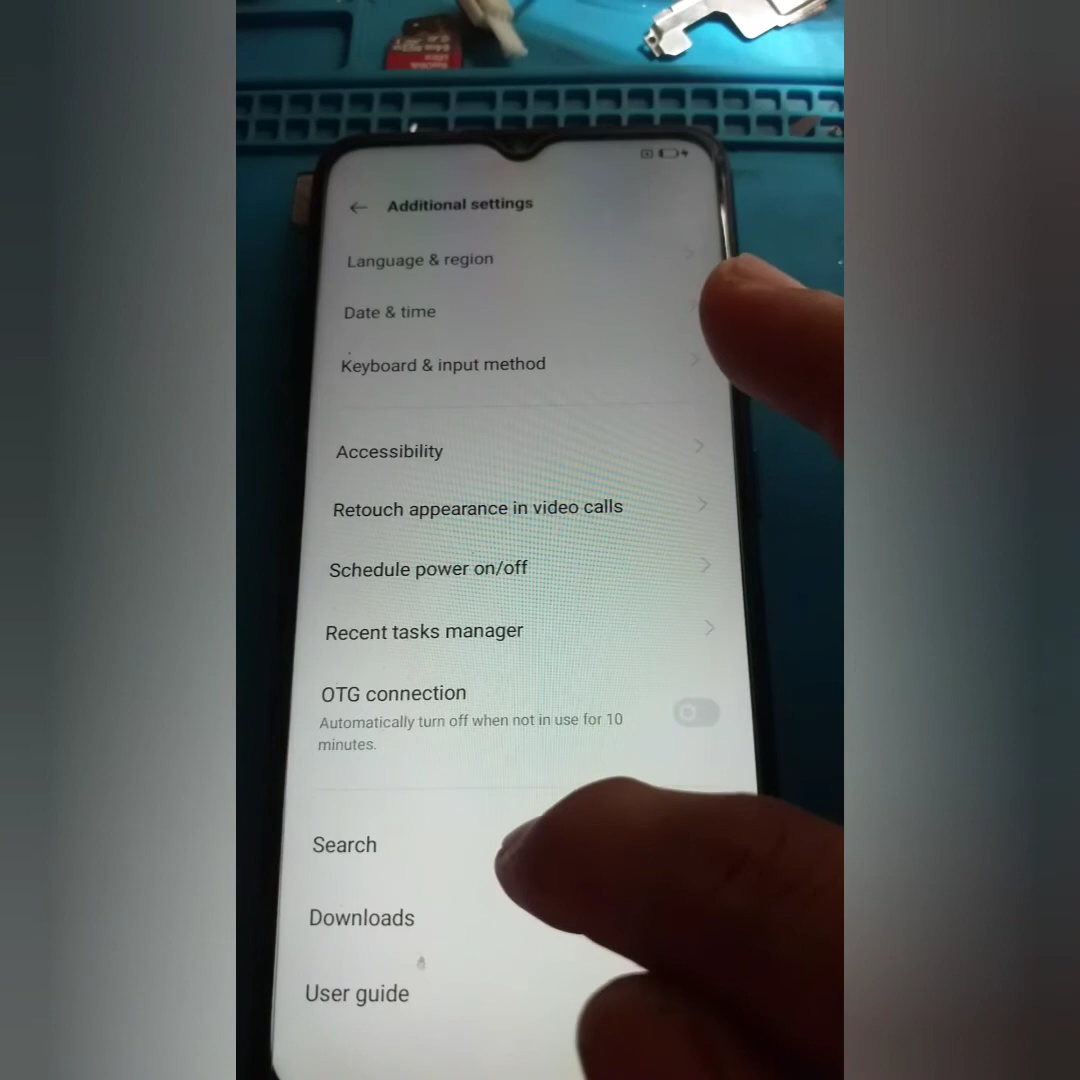 Additional settings
Language & region
Date & time
Keyboard & input method
Accessibility
Retouch appearance in video calls
Schedule power on/off
Recent tasks manager
OTG connection
Automatically turn off when not in use for 10
minutes.
Search
Downloads
User guide